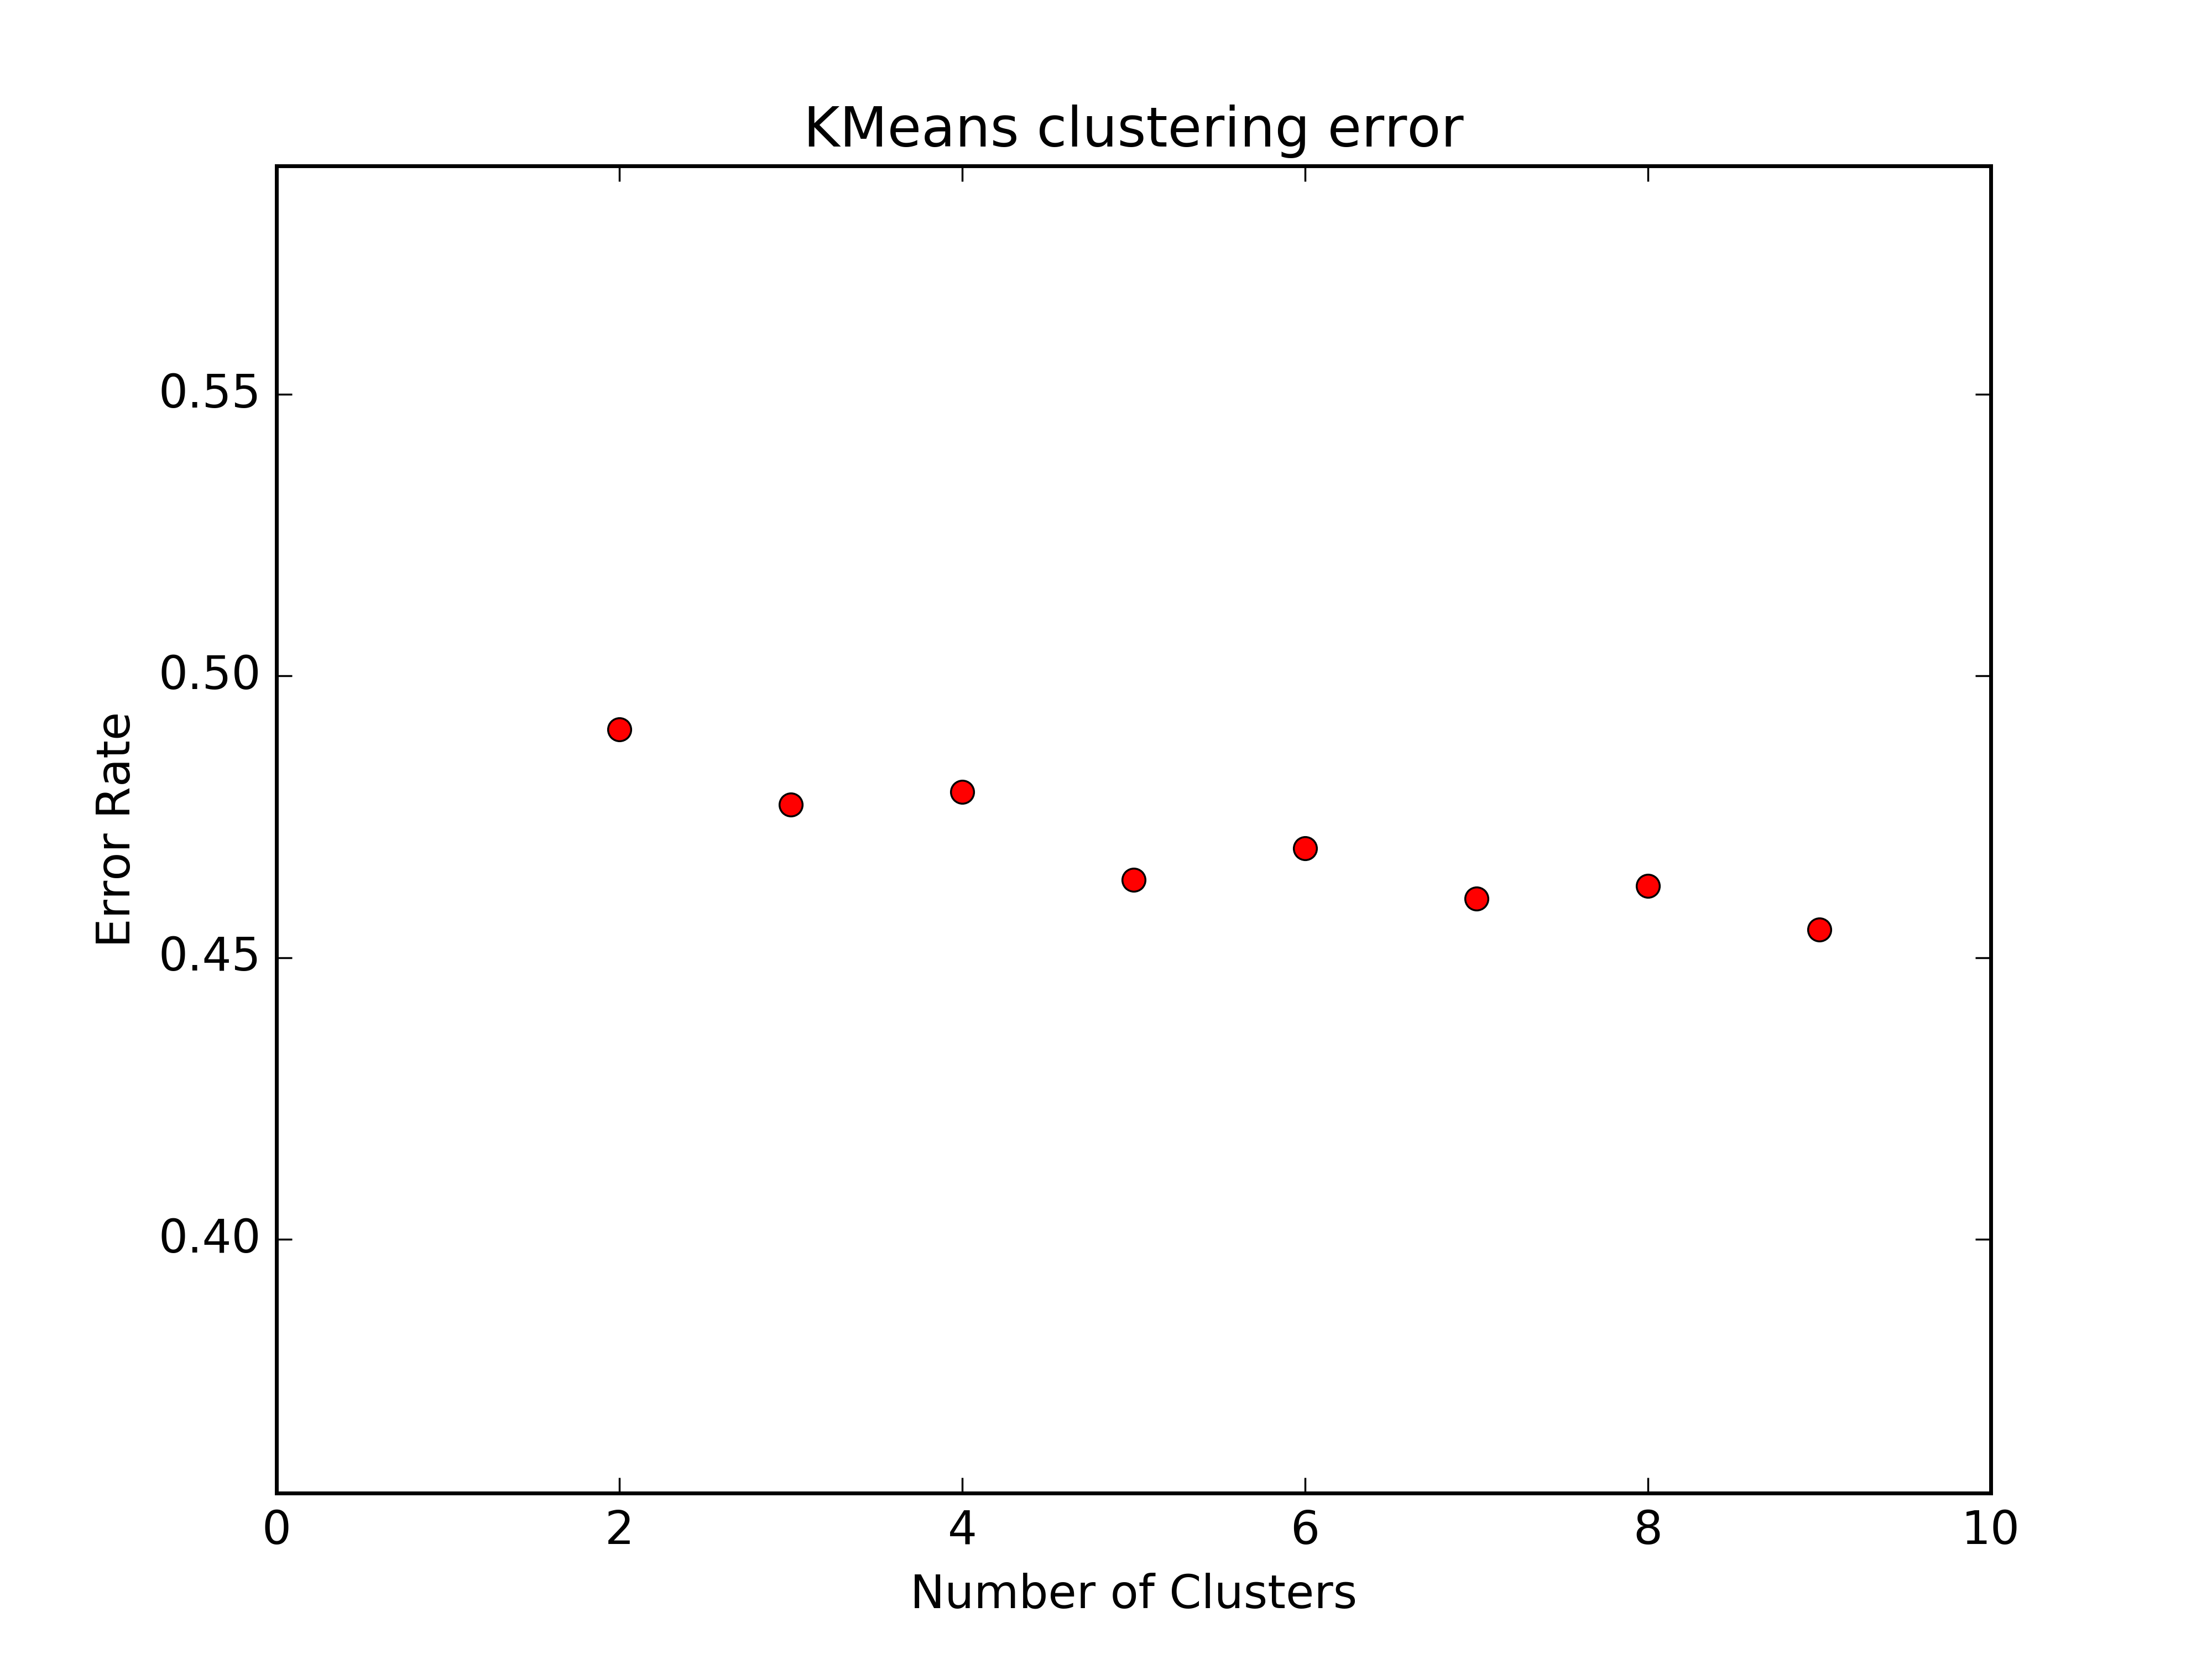 KMeans clustering error
0.55
0.50
0.45
0.40
Error Rate
0 2 4 6 8 10
Number of Clusters